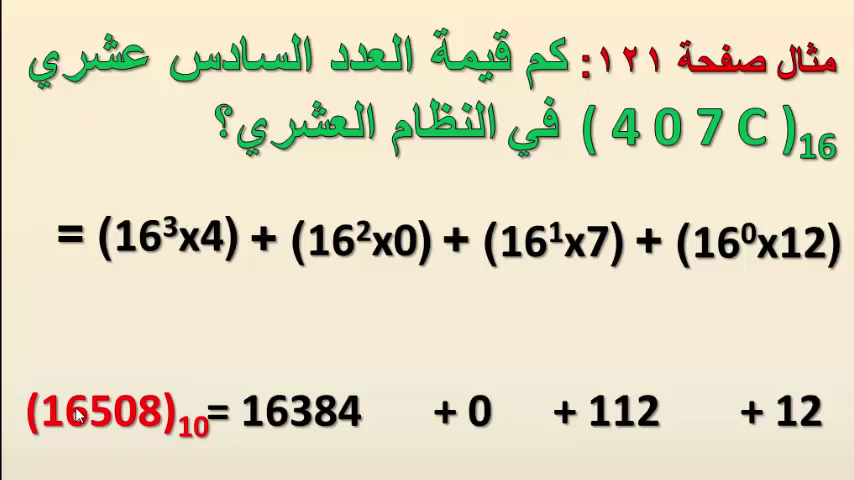 مثال صفحة ١٢١: كم قيمة العدد السادس عشري
( 4 0 7 C )16 في النظام العشري؟
= (16³x4) + (16²x0) + (16¹x7) + (16⁰x12)
(16508)10= 16384 + 0 + 112 + 12